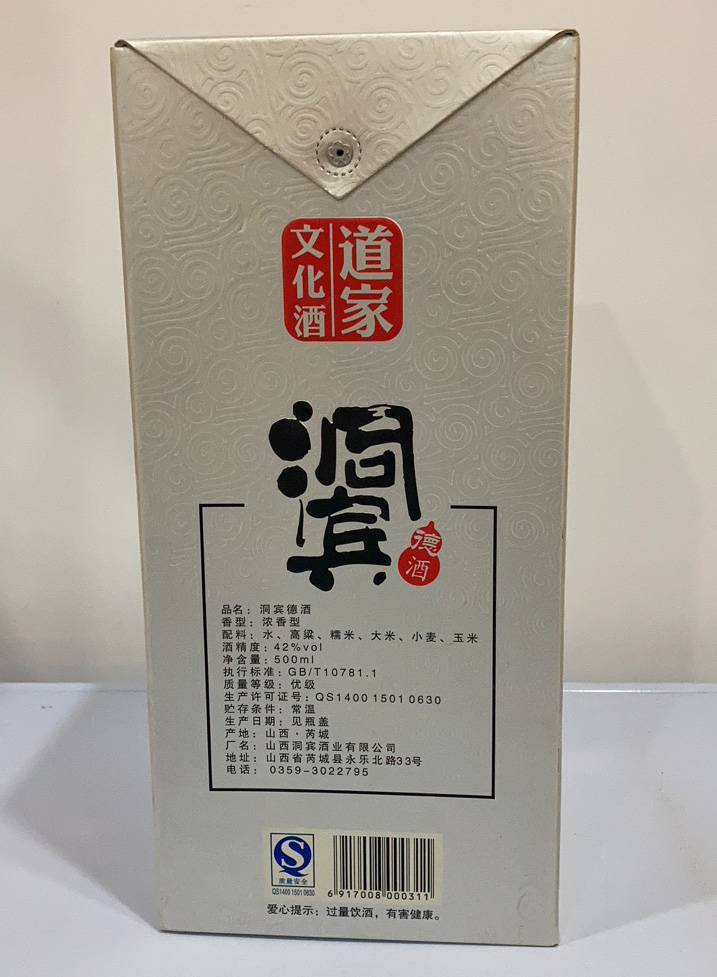 道家
文化酒
洞宾
德酒
品名：洞宾德酒
香型：浓香型
配料：水、高粱、糯米、大米、小麦、玉米
酒精度：42%vol
净含量：500ml
执行标准：GB/T10781.1
质量等级：优级
生产许可证号：QS1400 1501 0630
贮存条件：常温
生产日期：见瓶盖
产地：山西·芮城
厂名：山西洞宾酒业有限公司
地址：山西省芮城县永乐北路33号
电话：0359-3022795
质量安全
QS1400 1501 0630
6 917008 000311
爱心提示：过量饮酒，有害健康。